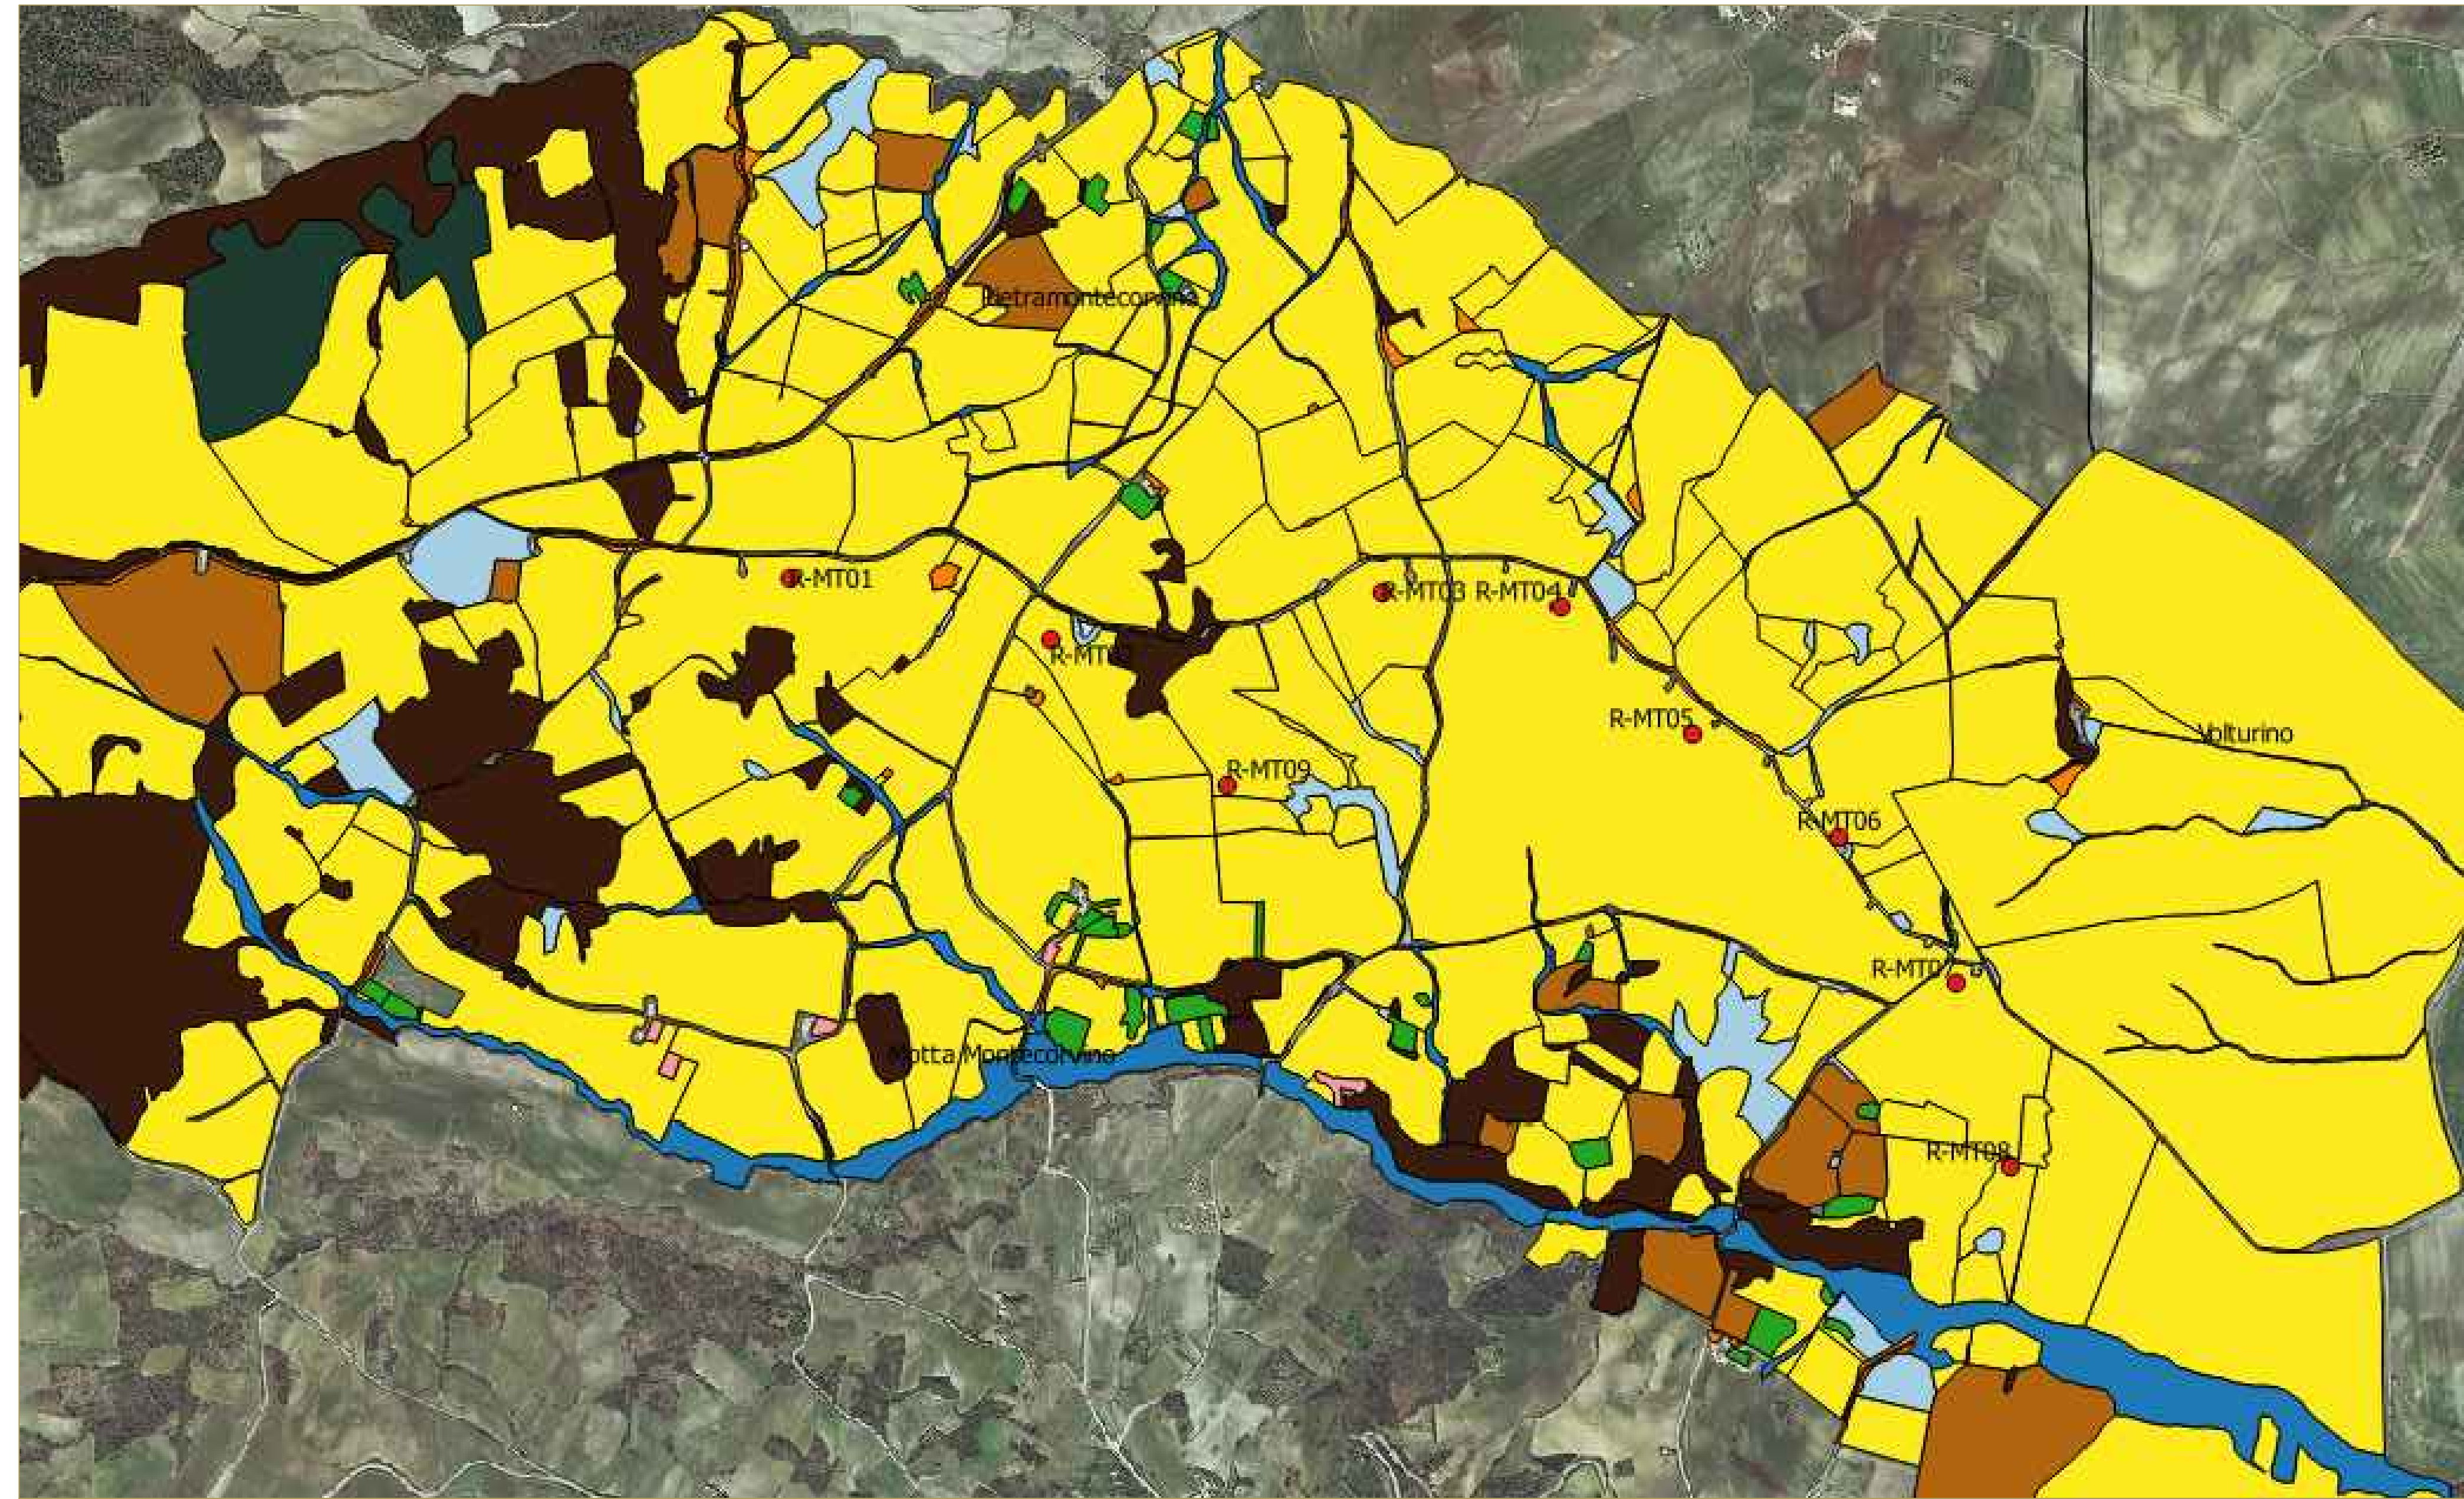 Pietramontecorvino
R-MT01
R-MT03
R-MT04
R-MT05
Volturino
R-MT09
R-MT06
Motta Montecorvino
R-MT08